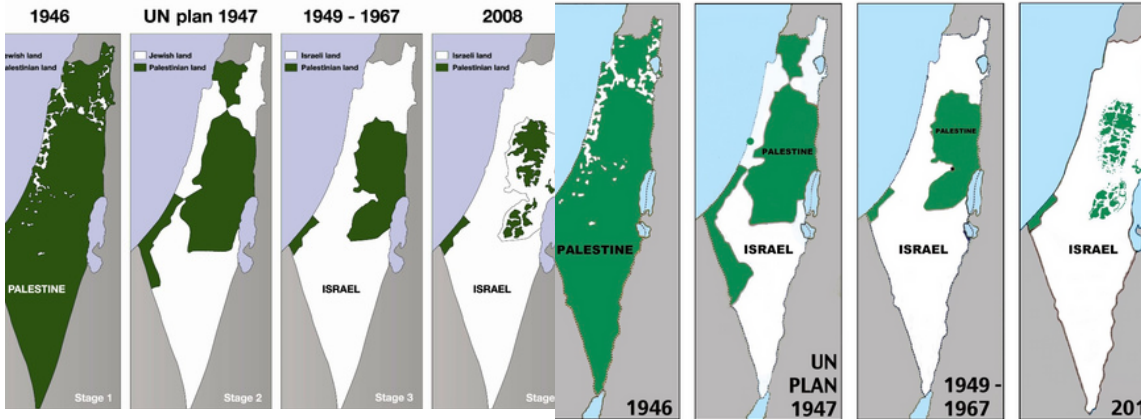 1946
ewish land
alestinian land
PALESTINE
Stage 1
UN plan 1947
Jewish land
Palestinian land
Stage 2
1949 - 1967
Israeli land
Palestinian land
ISRAEL
Stage 3
2008
Israeli land
Palestinian land
ISRAEL
Stage
PALESTINE
1946
PALESTINE
ISRAEL
UN
PLAN
1947
PALESTINE
ISRAEL
1949 -
1967
ISRAEL
201